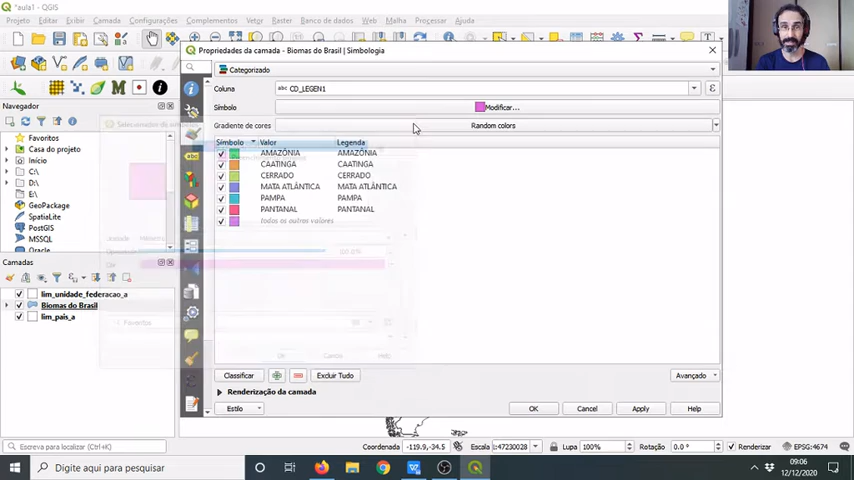 *aula1 — QGIS
Projeto Editar Exibir Camada Configurações Complementos Vetor Raster Banco de dados Web Malha Processar Ajuda
Propriedades da camada - Biomas do Brasil | Simbologia
Categorizado
Coluna abc CD_LEGEN1
Símbolo Modificar...
Gradiente de cores Random colors
Símbolo Valor Legenda
AMAZÔNIA AMAZÔNIA
CAATINGA CAATINGA
CERRADO CERRADO
MATA ATLÂNTICA MATA ATLÂNTICA
PAMPA PAMPA
PANTANAL PANTANAL
todos os outros valores
Classificar Excluir Tudo Avançado
Renderização da camada
Estilo OK Cancel Apply Help
Navegador
Favoritos
Casa do projeto
Início
C:\
D:\
E:\
GeoPackage
SpatiaLite
PostGIS
MSSQL
Oracle
Camadas
lim_unidade_federacao_a
Biomas do Brasil
lim_pais_a
Escreva para localizar (Ctrl+K) Coordenada -119.9,-34.5 Escala 1:47230028 Lupa 100% Rotação 0.0 ° Renderizar EPSG:4674
Digite aqui para pesquisar
09:06
12/12/2020